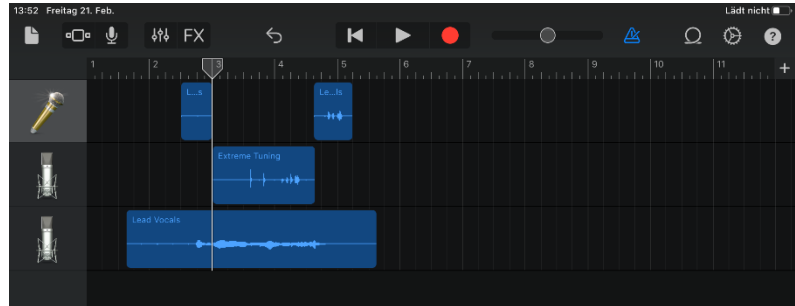 13:52 Freitag 21. Feb. Lädt nicht
FX ?
1 2 3 4 5 6 7 8 9 10 11 +
L...s Le...ls
Extreme Tuning
Lead Vocals